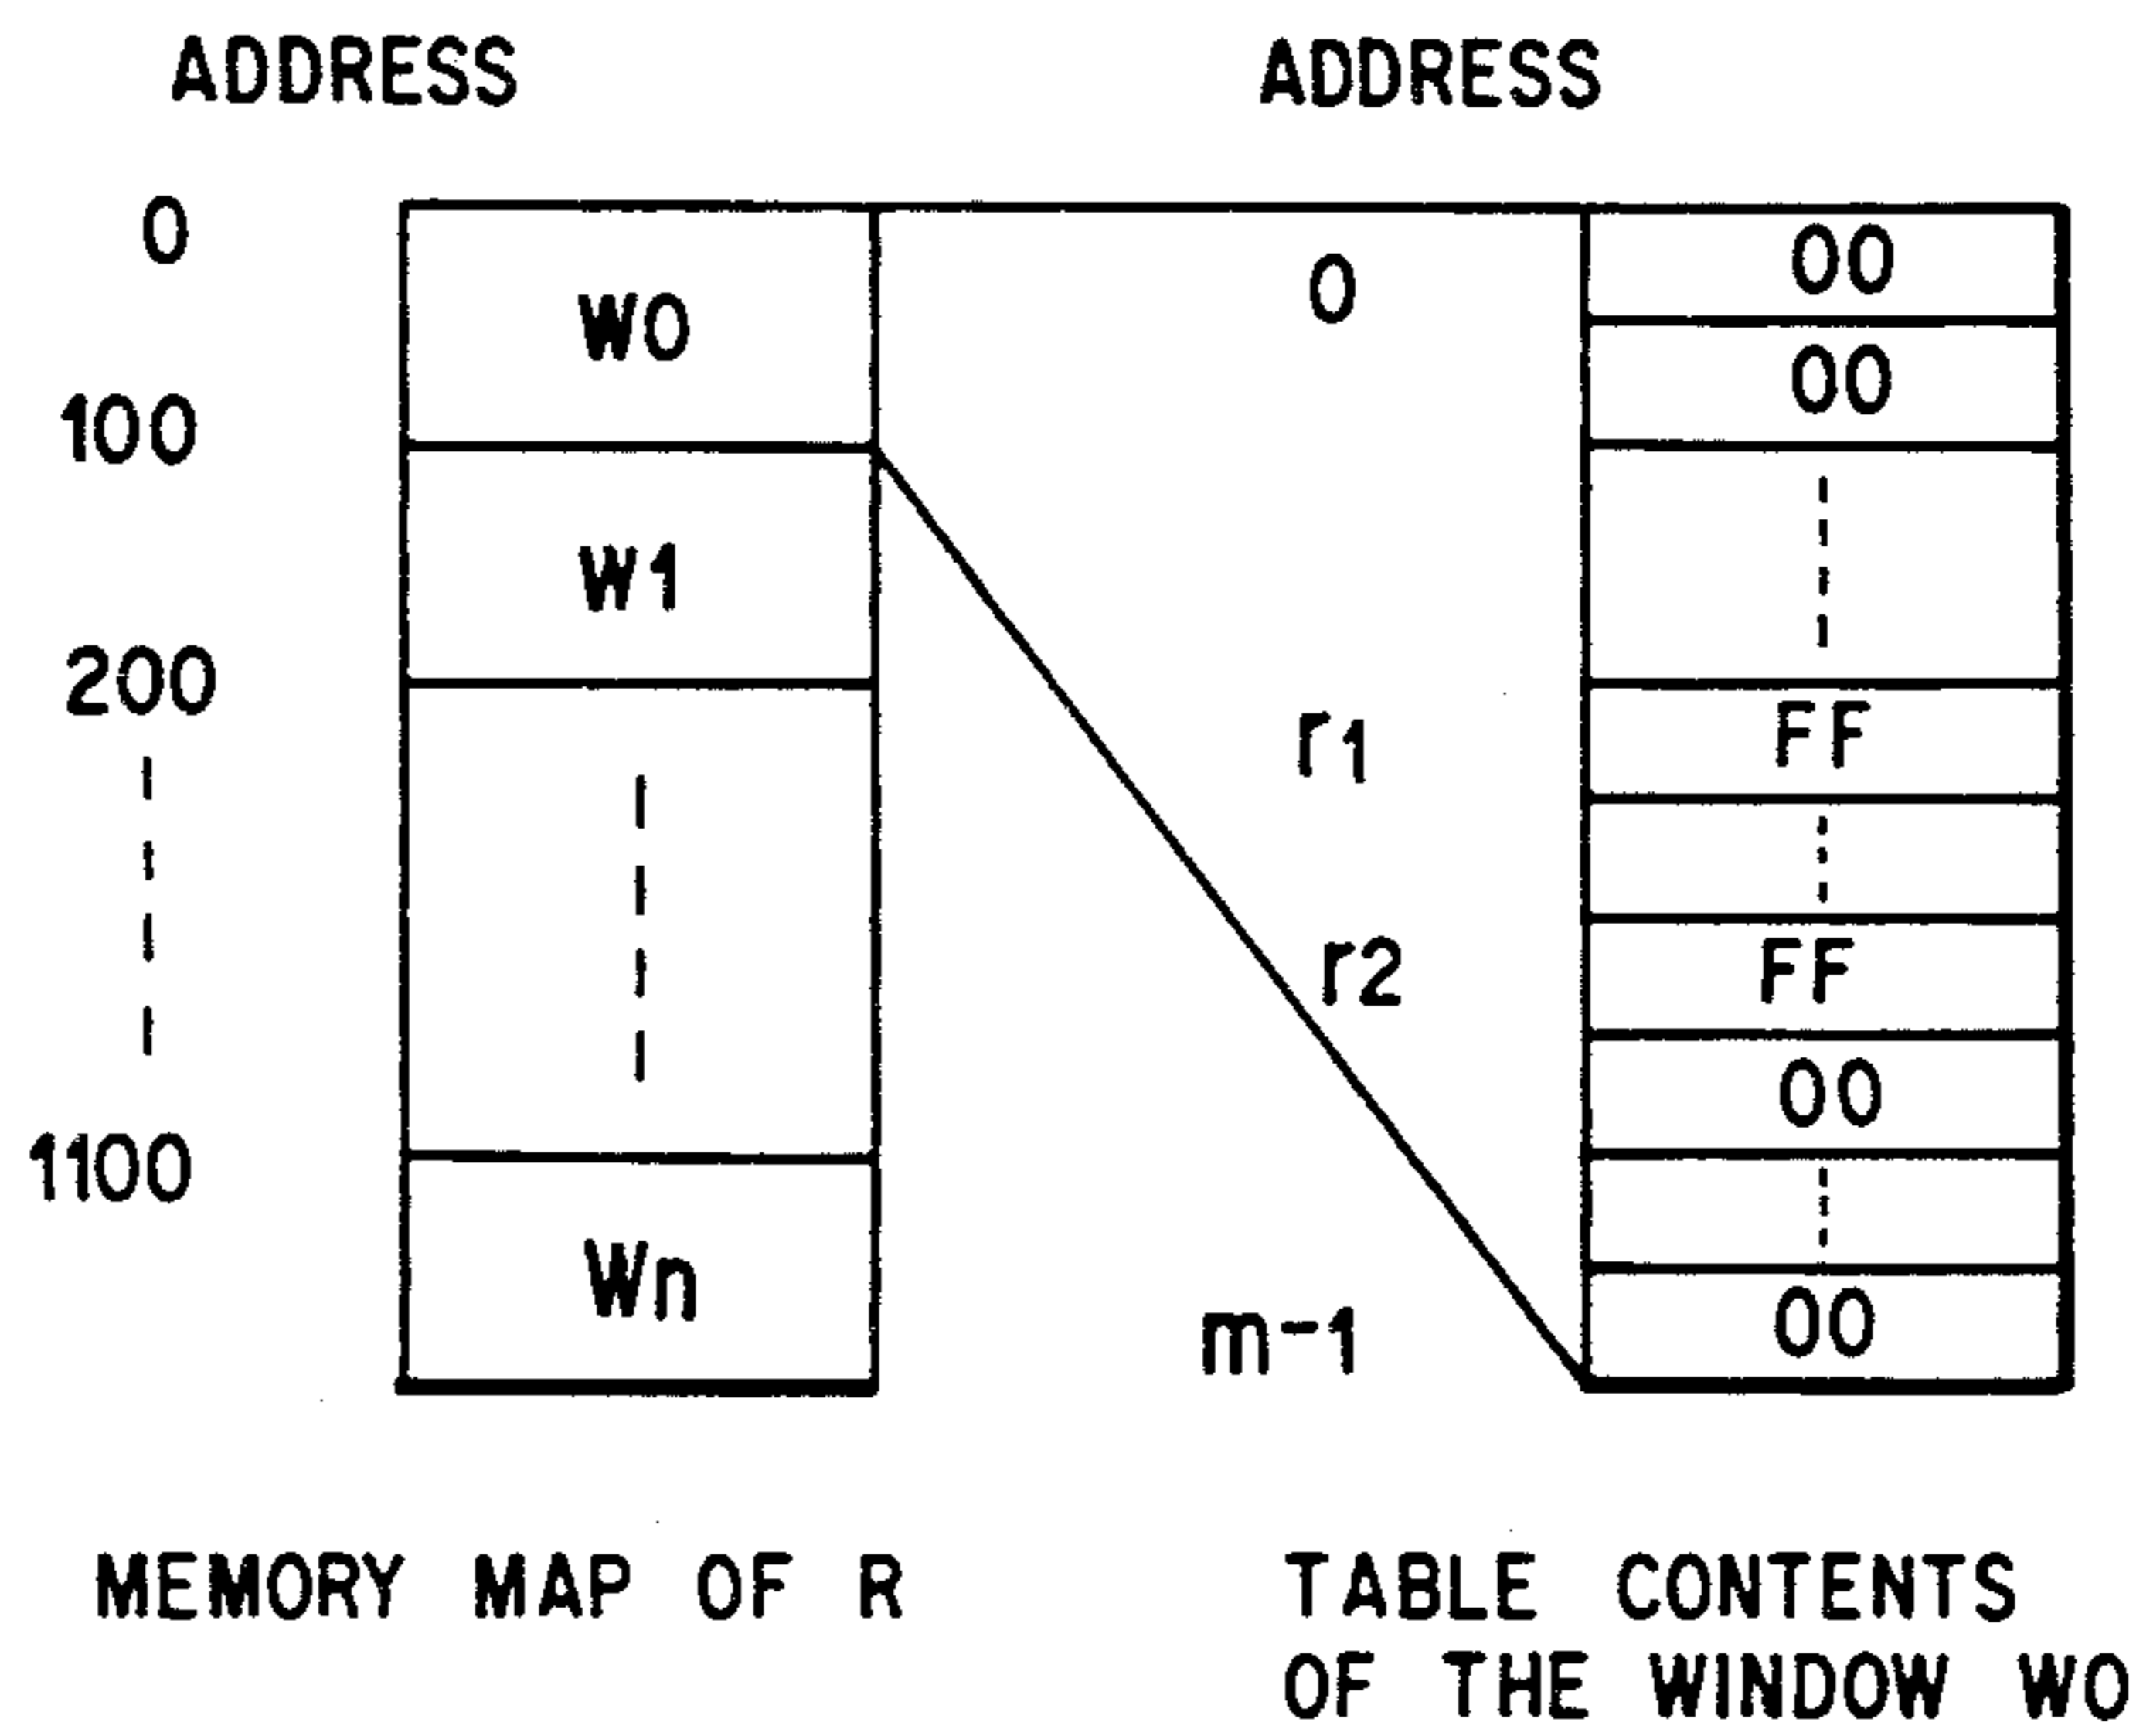 ADDRESS ADDRESS
0
W0
100
W1
200
1100
Wn
0
00
00
r1
FF
r2
FF
00
m-1
00
MEMORY MAP OF R
TABLE CONTENTS
OF THE WINDOW W0